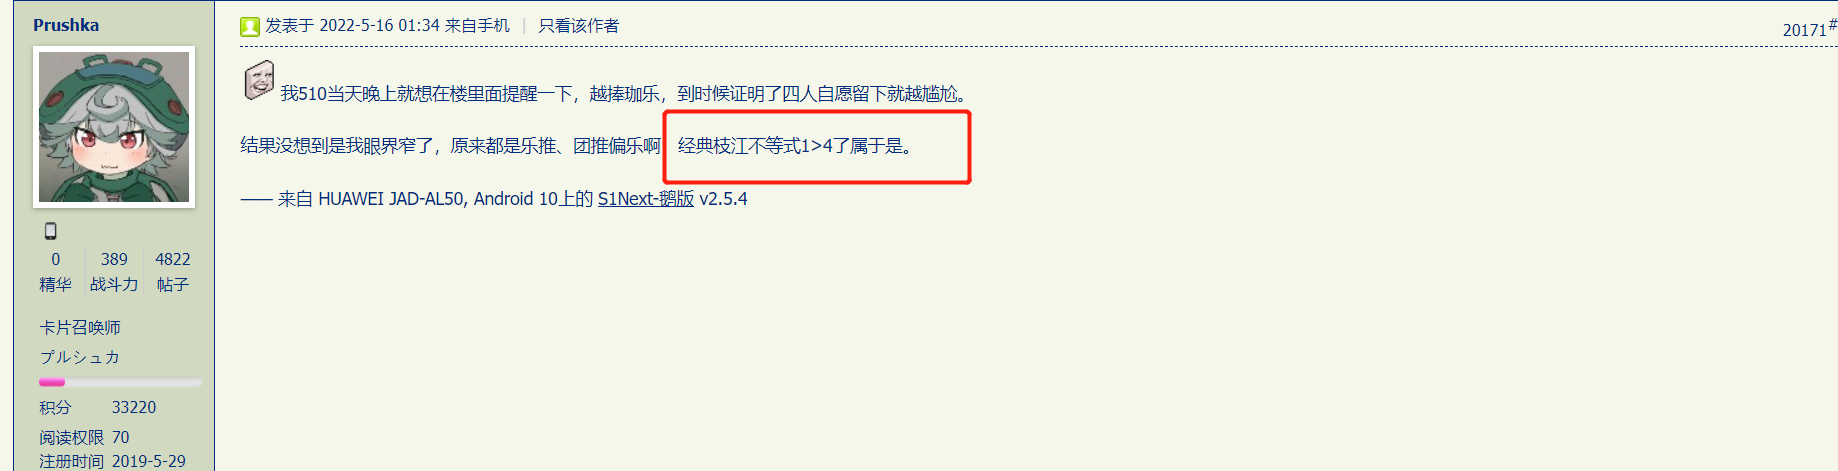 Prushka
发表于 2022-5-16 01:34 来自手机 | 只看该作者
20171#
我510当天晚上就想在楼里面提醒一下，越捧珈乐，到时候证明了四人自愿留下就越尴尬。
结果没想到是我眼界窄了，原来都是乐推、团推偏乐啊 经典枝江不等式1>4了属于是。
—— 来自 HUAWEI JAD-AL50, Android 10上的 S1Next-鹅版 v2.5.4
0 389 4822
精华 战斗力 帖子
卡片召唤师
プルシュカ
积分 33220
阅读权限 70
注册时间 2019-5-29